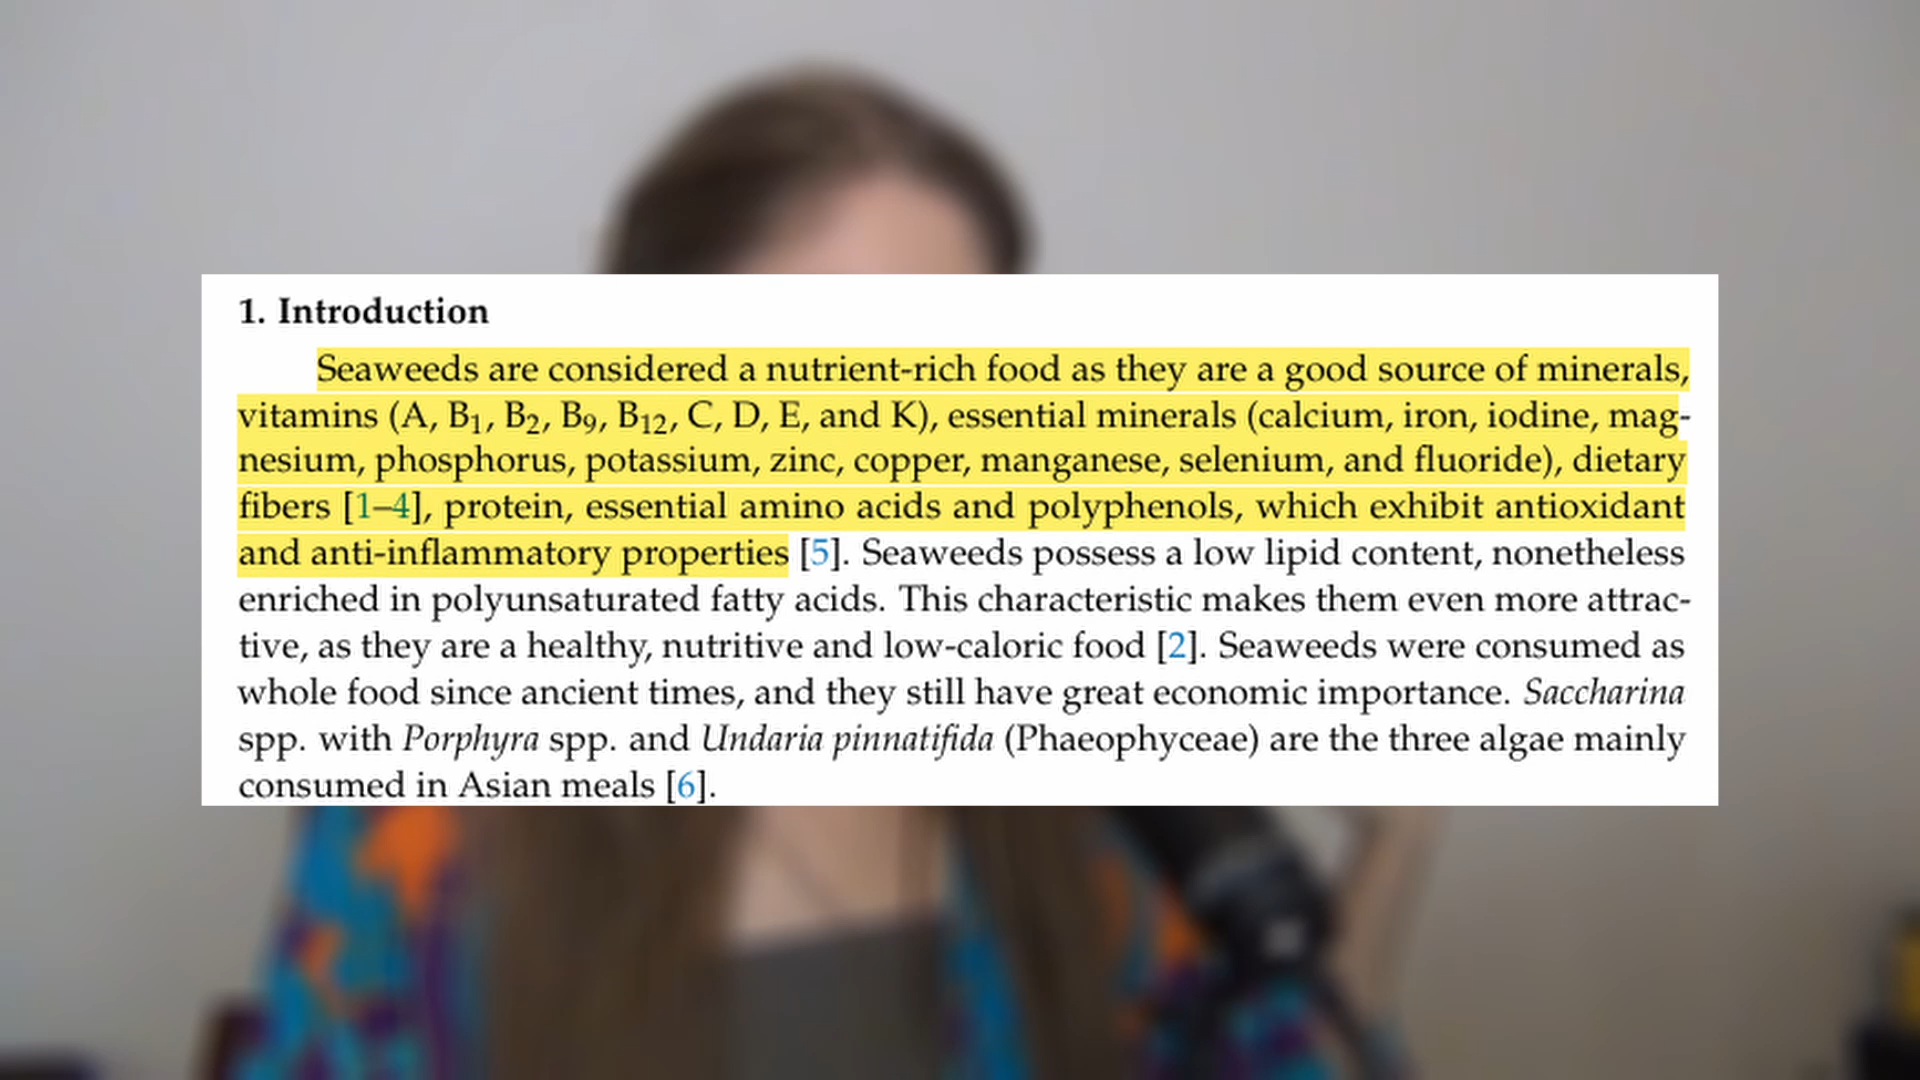 1. Introduction
Seaweeds are considered a nutrient-rich food as they are a good source of minerals,
vitamins (A, B₁, B₂, B₉, B₁₂, C, D, E, and K), essential minerals (calcium, iron, iodine, mag-
nesium, phosphorus, potassium, zinc, copper, manganese, selenium, and fluoride), dietary
fibers [1–4], protein, essential amino acids and polyphenols, which exhibit antioxidant
and anti-inflammatory properties [5]. Seaweeds possess a low lipid content, nonetheless
enriched in polyunsaturated fatty acids. This characteristic makes them even more attrac-
tive, as they are a healthy, nutritive and low-caloric food [2]. Seaweeds were consumed as
whole food since ancient times, and they still have great economic importance. Saccharina
spp. with Porphyra spp. and Undaria pinnatifida (Phaeophyceae) are the three algae mainly
consumed in Asian meals [6].